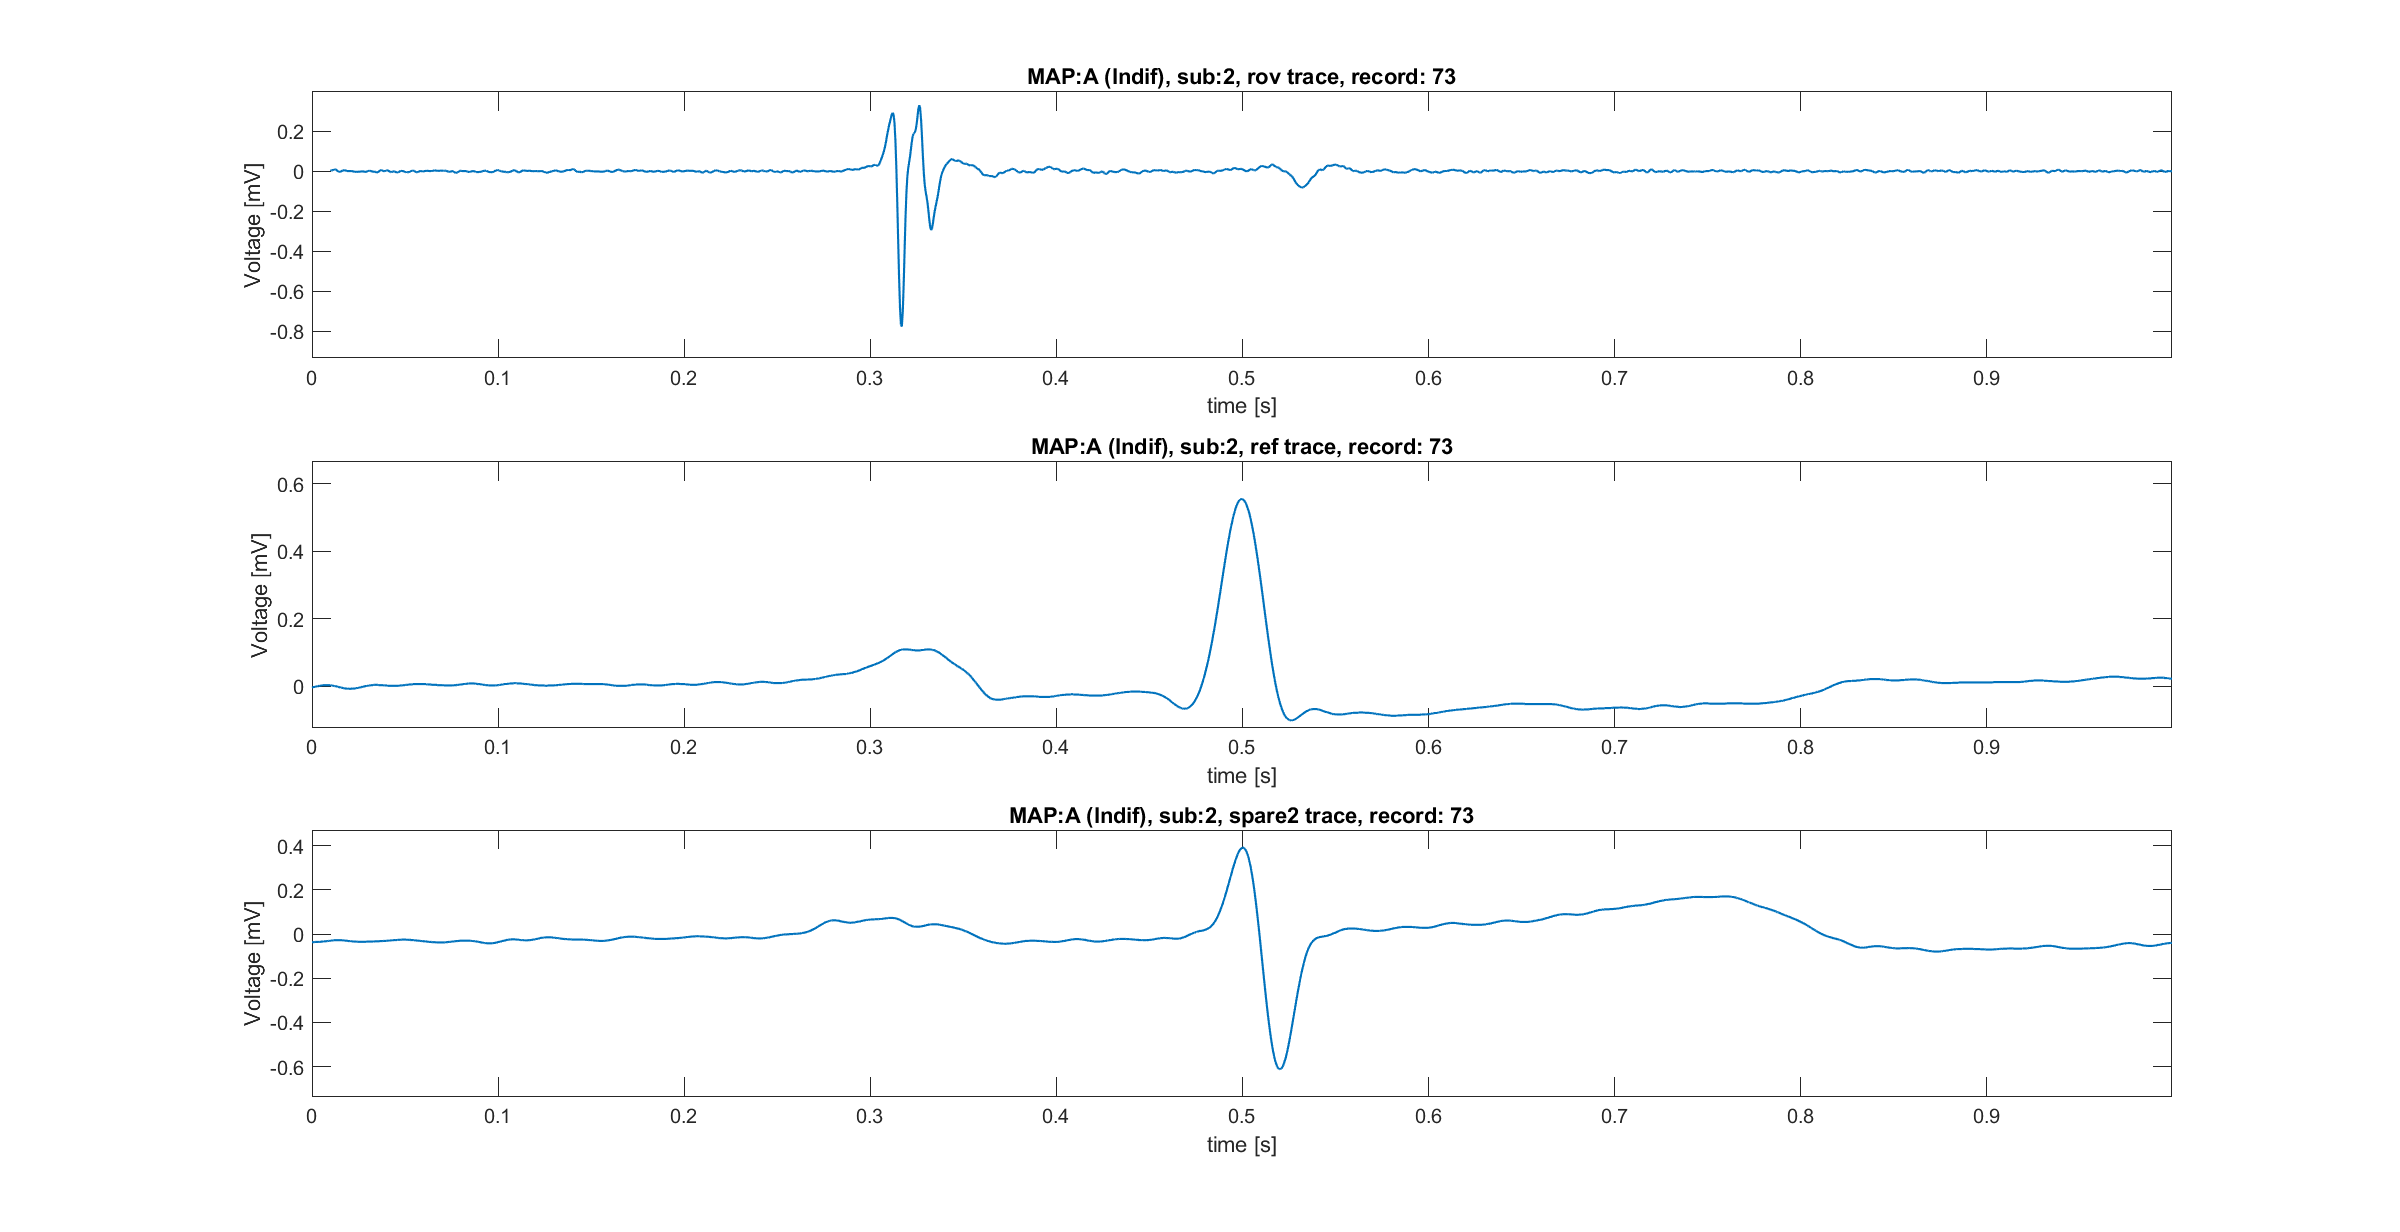 MAP:A (Indif), sub:2, rov trace, record: 73
Voltage [mV]
0.2
0
-0.2
-0.4
-0.6
-0.8
0 0.1 0.2 0.3 0.4 0.5 0.6 0.7 0.8 0.9
time [s]
MAP:A (Indif), sub:2, ref trace, record: 73
Voltage [mV]
0.6
0.4
0.2
0
0 0.1 0.2 0.3 0.4 0.5 0.6 0.7 0.8 0.9
time [s]
MAP:A (Indif), sub:2, spare2 trace, record: 73
Voltage [mV]
0.4
0.2
0
-0.2
-0.4
-0.6
0 0.1 0.2 0.3 0.4 0.5 0.6 0.7 0.8 0.9
time [s]